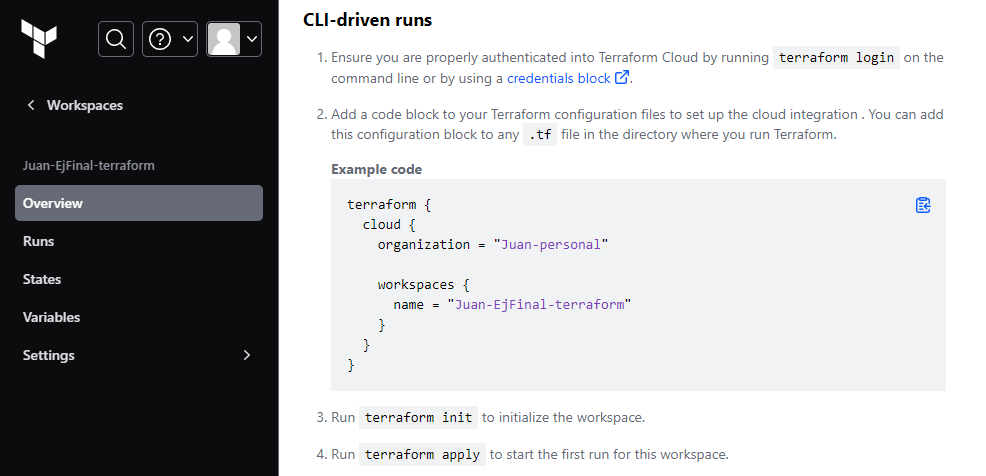 Workspaces
Juan-EjFinal-terraform
Overview
Runs
States
Variables
Settings
CLI-driven runs
1. Ensure you are properly authenticated into Terraform Cloud by running terraform login on the
command line or by using a credentials block.
2. Add a code block to your Terraform configuration files to set up the cloud integration . You can add
this configuration block to any .tf file in the directory where you run Terraform.
Example code
terraform {
cloud {
organization = "Juan-personal"
workspaces {
name = "Juan-EjFinal-terraform"
}
}
}
3. Run terraform init to initialize the workspace.
4. Run terraform apply to start the first run for this workspace.